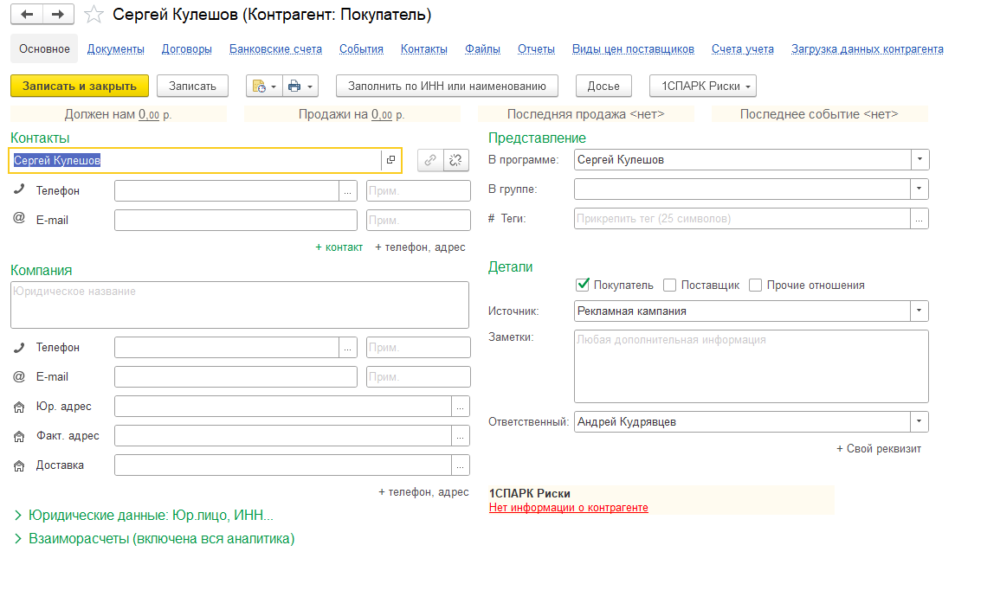 Сергей Кулешов (Контрагент: Покупатель)
Основное Документы Договоры Банковские счета События Контакты Файлы Отчеты Виды цен поставщиков Счета учета Загрузка данных контрагента
Записать и закрыть Записать Заполнить по ИНН или наименованию Досье 1СПАРК Риски
Должен нам 0,00 р. Продажи на 0,00 р. Последняя продажа <нет> Последнее событие <нет>
Контакты
Сергей Кулешов
Телефон ... Прим.
@ E-mail Прим.
+ контакт + телефон, адрес
Компания
Юридическое название
Телефон ... Прим.
@ E-mail Прим.
Юр. адрес ...
Факт. адрес ...
Доставка ...
+ телефон, адрес
Юридические данные: Юр.лицо, ИНН...
Взаиморасчеты (включена вся аналитика)
Представление
В программе: Сергей Кулешов
В группе:
# Теги: Прикрепить тег (25 символов) ...
Детали
Покупатель Поставщик Прочие отношения
Источник: Рекламная кампания
Заметки: Любая дополнительная информация
Ответственный: Андрей Кудрявцев
+ Свой реквизит
1СПАРК Риски
Нет информации о контрагенте